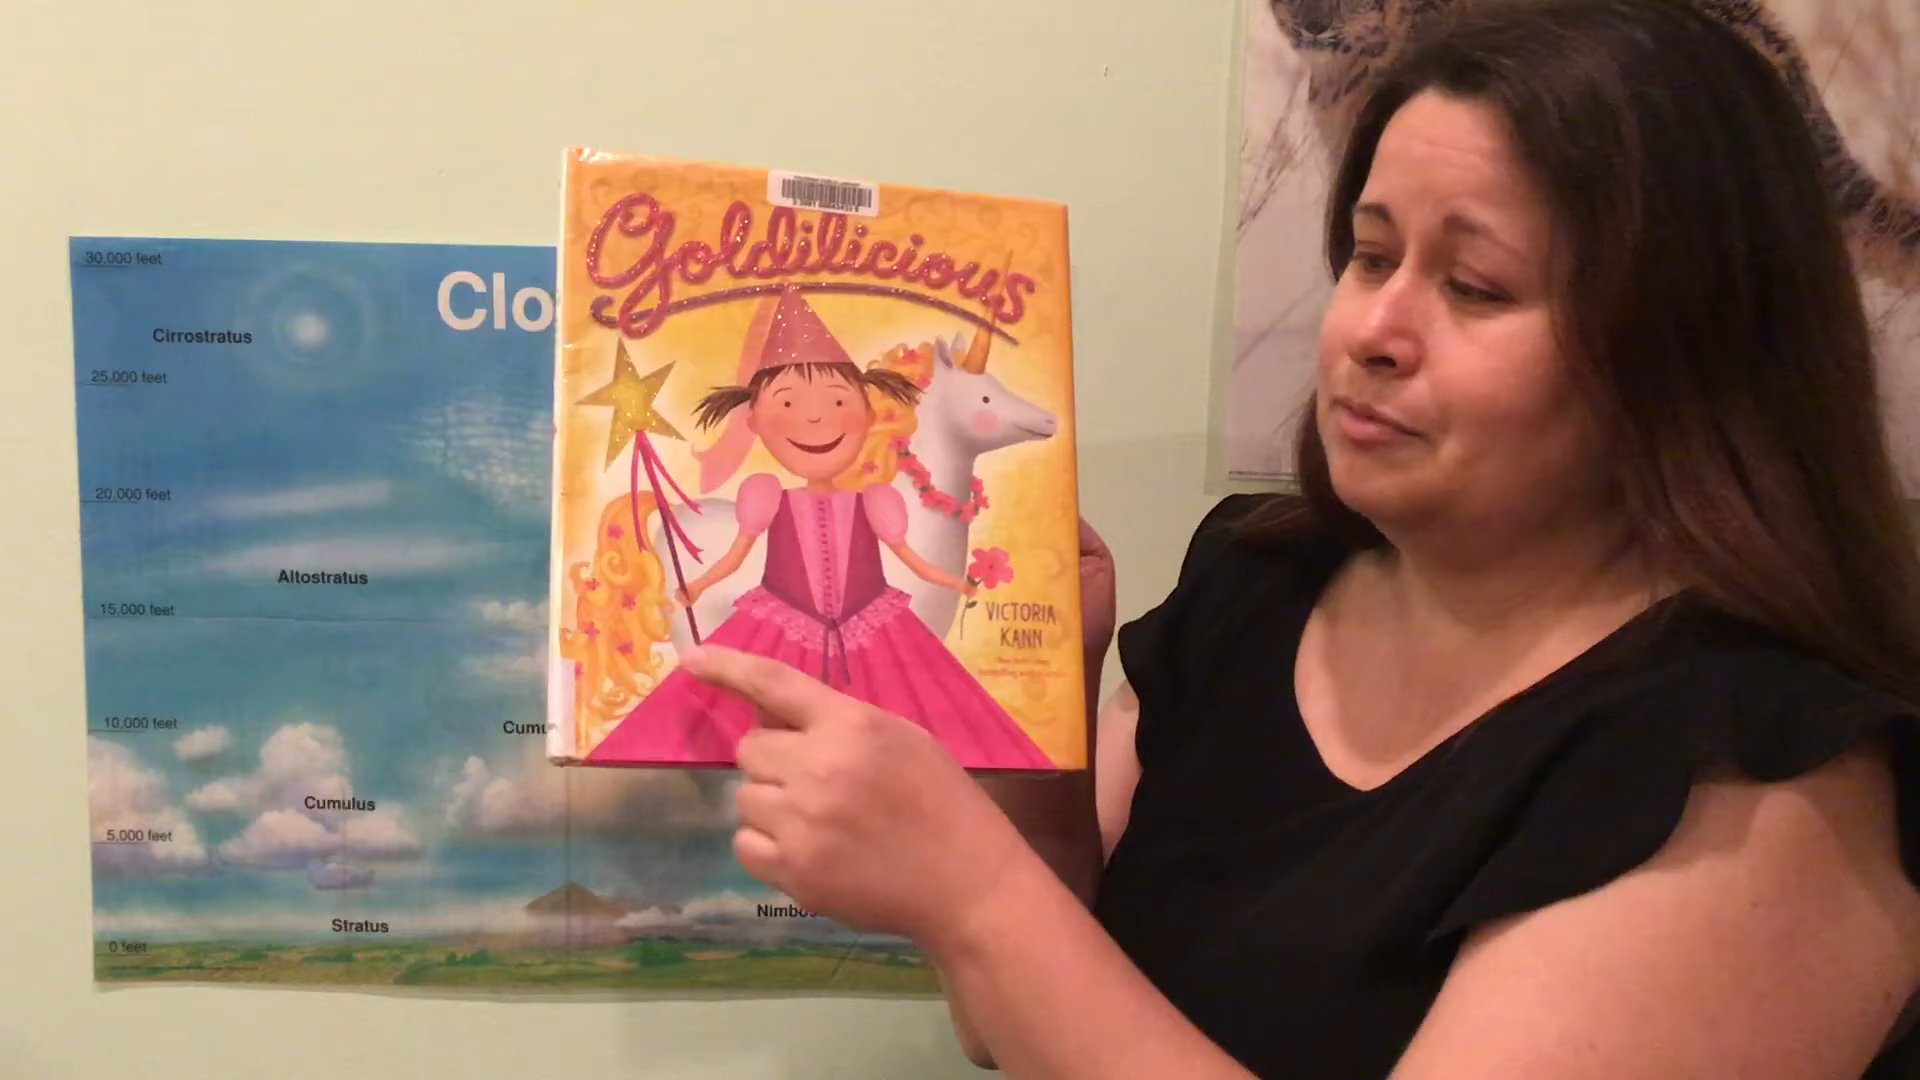 Goldilicious
VICTORIA
KANN
Clo
30,000 feet
Cirrostratus
25,000 feet
20,000 feet
Altostratus
15,000 feet
10,000 feet
Cumu
Cumulus
5,000 feet
Nimbos
Stratus
0 feet